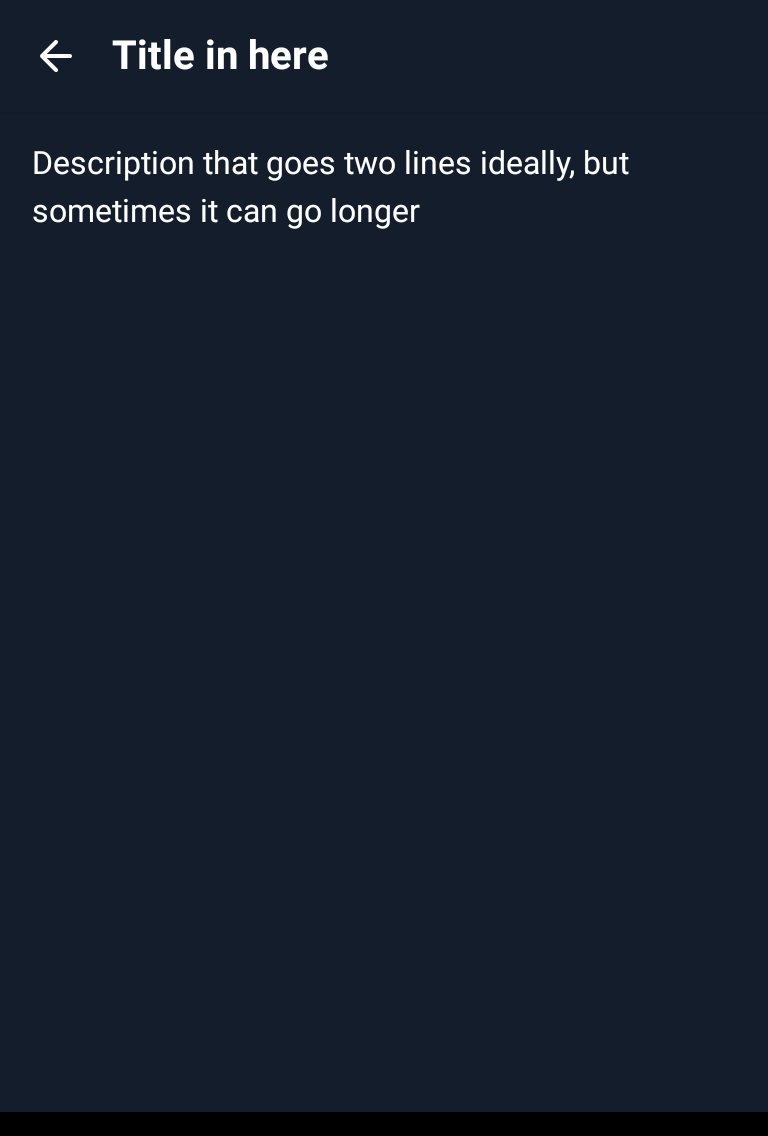 Title in here
Description that goes two lines ideally, but
sometimes it can go longer